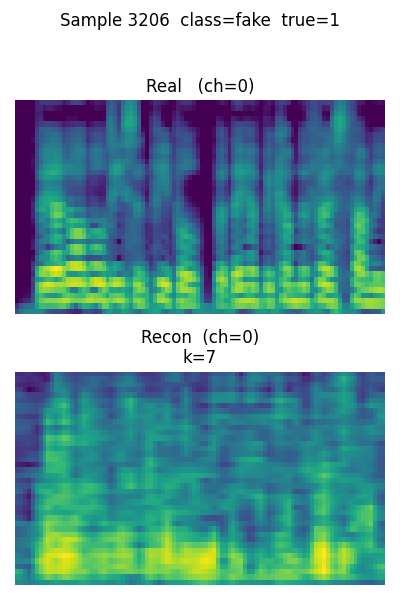 Sample 3206  class=fake  true=1
Real   (ch=0)
Recon  (ch=0)
k=7